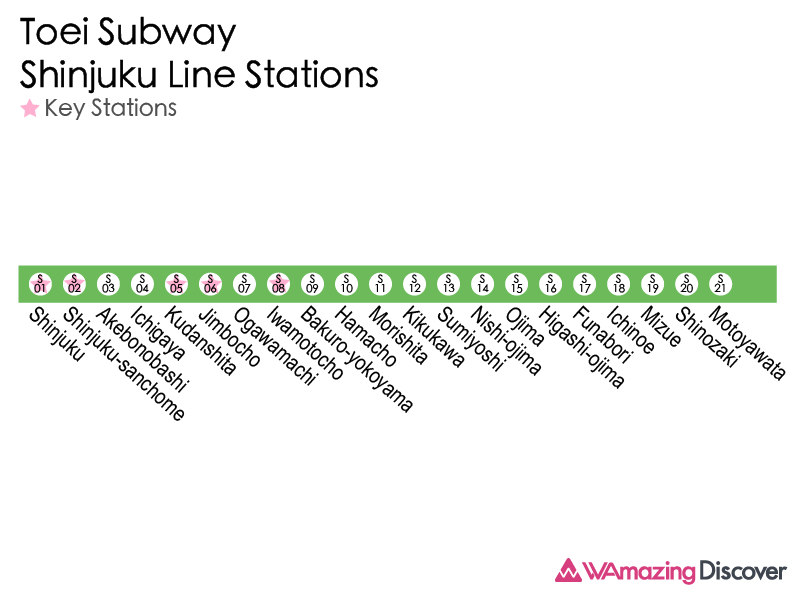 Toei Subway
Shinjuku Line Stations
Key Stations
S 01
S 02
S 03
S 04
S 05
S 06
S 07
S 08
S 09
S 10
S 11
S 12
S 13
S 14
S 15
S 16
S 17
S 18
S 19
S 20
S 21
Shinjuku
Shinjuku-sanchome
Akebonobashi
Ichigaya
Kudanshita
Jimbocho
Ogawamachi
Iwamotocho
Bakuro-yokoyama
Hamacho
Morishita
Kikukawa
Sumiyoshi
Nishi-ojima
Ojima
Higashi-ojima
Funabori
Ichinoe
Mizue
Shinozaki
Motoyawata
WAmazing Discover